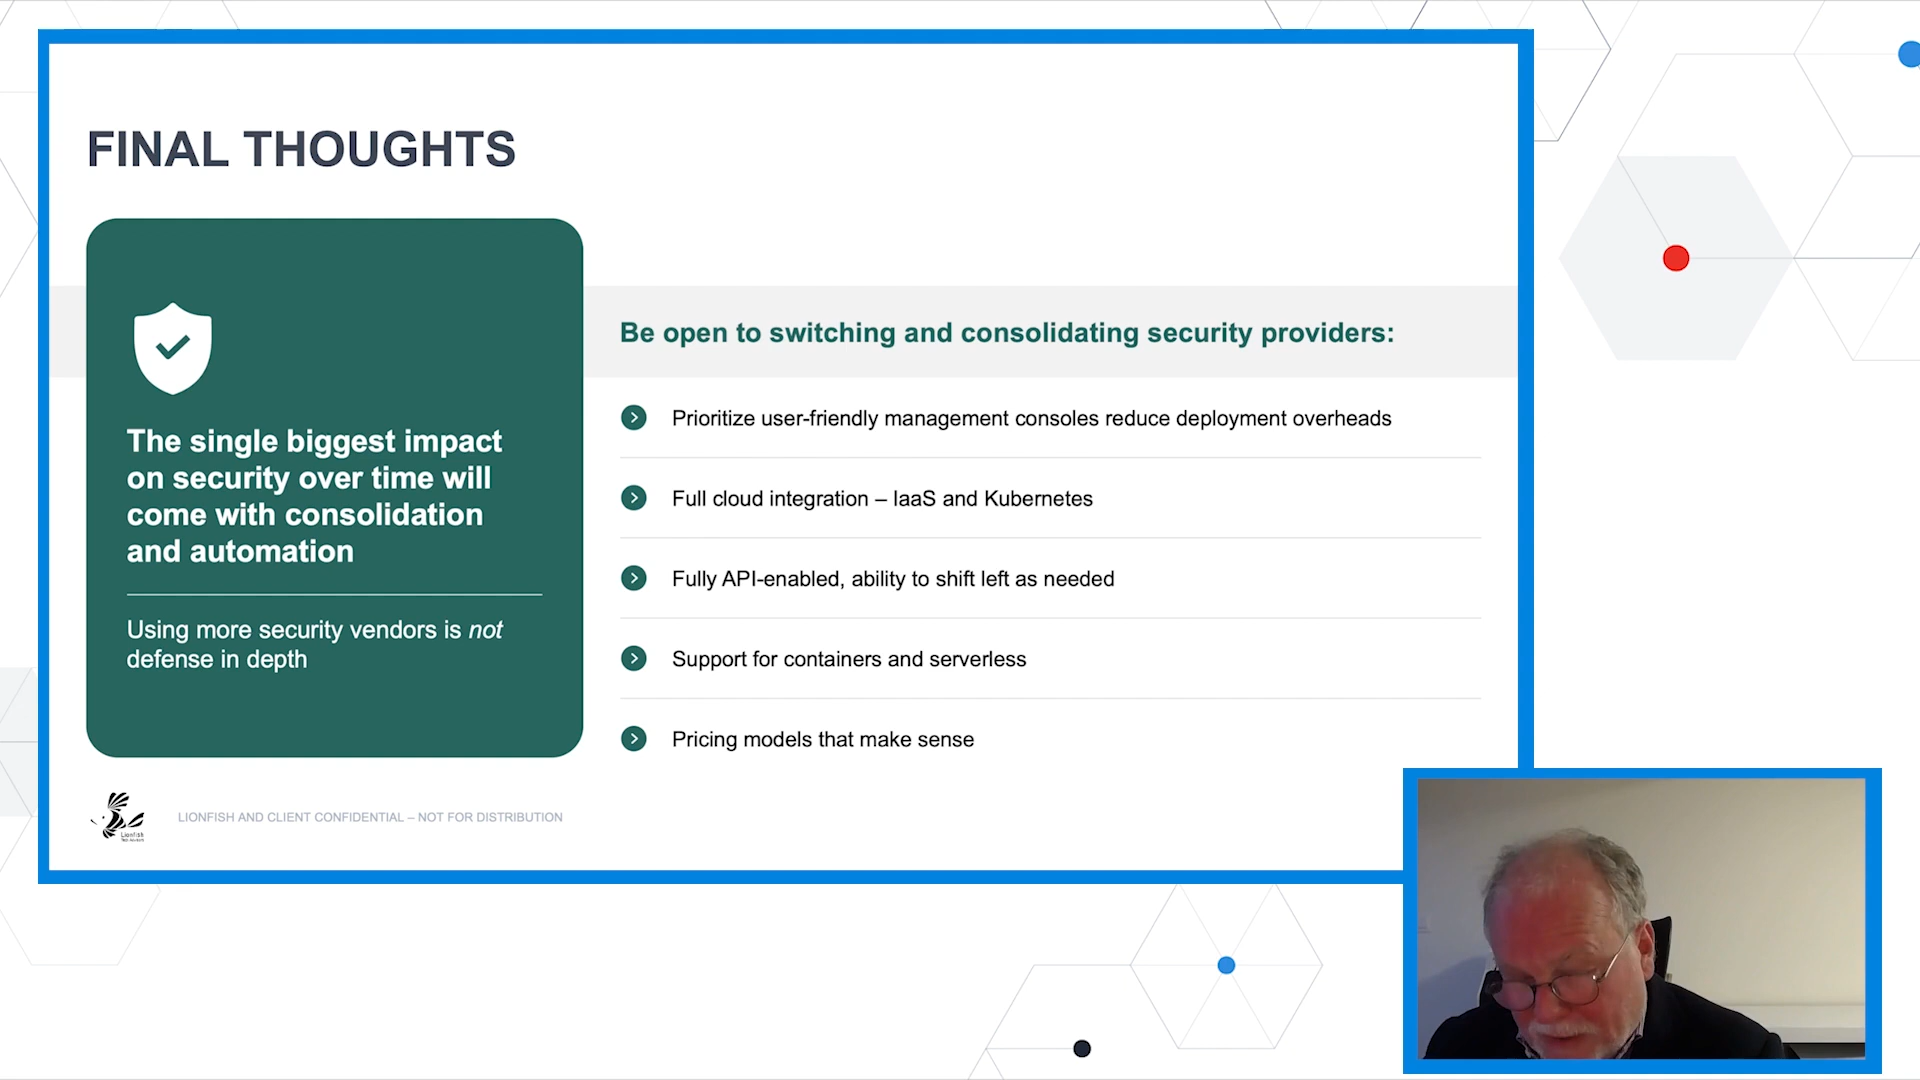 FINAL THOUGHTS
The single biggest impact
on security over time will
come with consolidation
and automation
Using more security vendors is not
defense in depth
Be open to switching and consolidating security providers:
Prioritize user-friendly management consoles reduce deployment overheads
Full cloud integration – IaaS and Kubernetes
Fully API-enabled, ability to shift left as needed
Support for containers and serverless
Pricing models that make sense
Lionfish
Tech Advisors
LIONFISH AND CLIENT CONFIDENTIAL – NOT FOR DISTRIBUTION